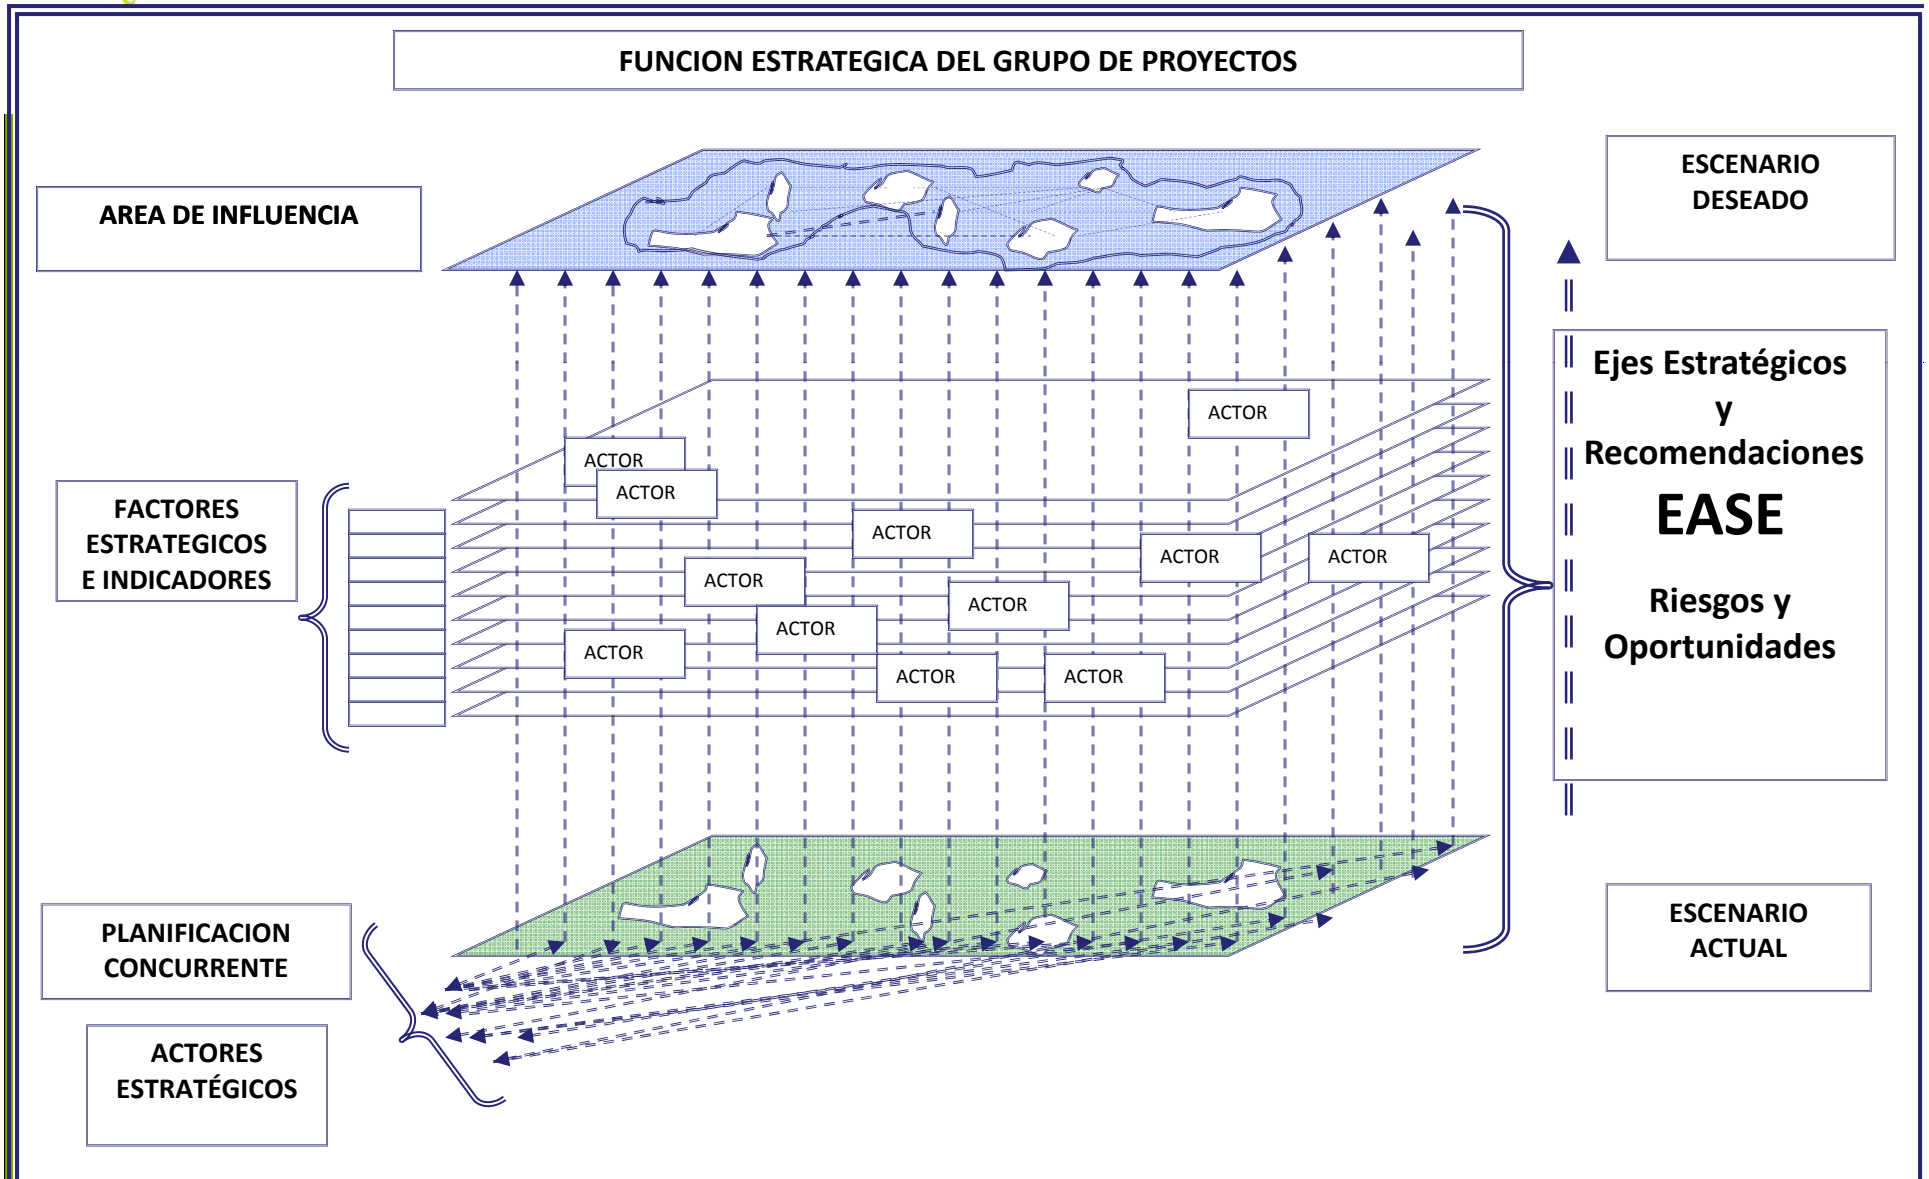 FUNCION ESTRATEGICA DEL GRUPO DE PROYECTOS
ESCENARIO
DESEADO
AREA DE INFLUENCIA
Ejes Estratégicos
y
Recomendaciones
EASE
Riesgos y
Oportunidades
ACTOR
ACTOR
ACTOR
FACTORES
ESTRATEGICOS
E INDICADORES
ACTOR
ACTOR
ACTOR
ACTOR
ACTOR
ACTOR
ACTOR
ACTOR
ACTOR
PLANIFICACION
CONCURRENTE
ESCENARIO
ACTUAL
ACTORES
ESTRATÉGICOS